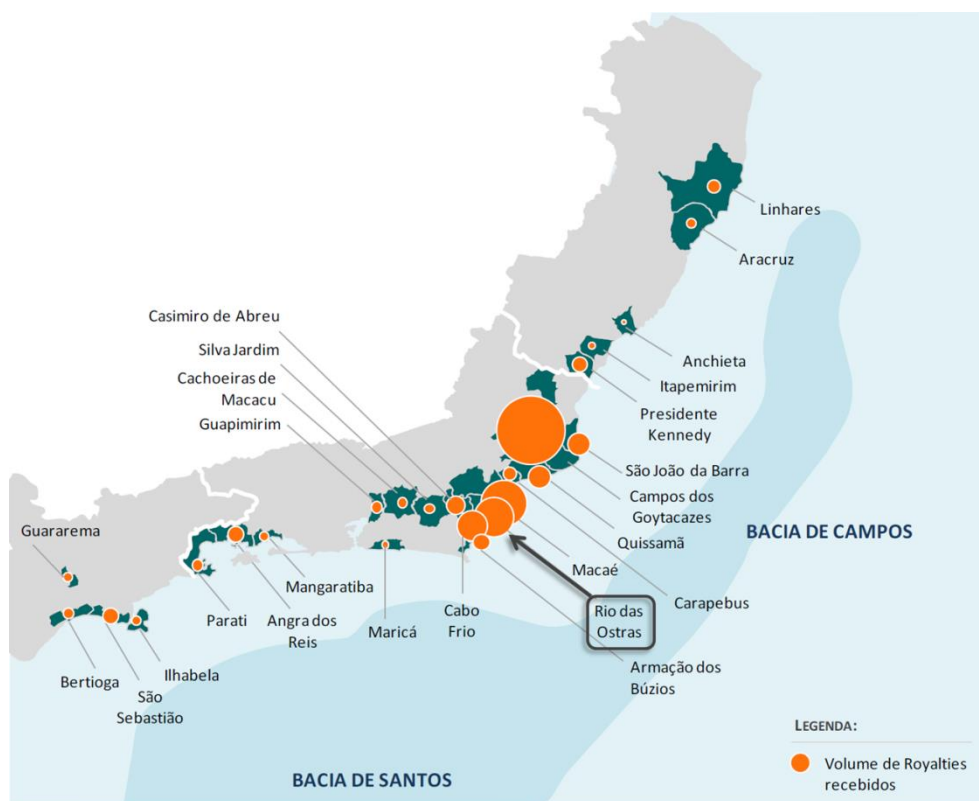 Linhares
Aracruz
Casimiro de Abreu
Silva Jardim
Cachoeiras de
Macacu
Guapimirim
Anchieta
Itapemirim
Presidente
Kennedy
São João da Barra
Campos dos
Goytacazes
Quissamã
BACIA DE CAMPOS
Guararema
Mangaratiba
Macaé
Carapebus
Parati
Angra dos
Reis
Maricá
Cabo
Frio
Rio das
Ostras
Armação dos
Búzios
Bertioga
Ilhabela
São
Sebastião
BACIA DE SANTOS
LEGENDA:
Volume de Royalties
recebidos